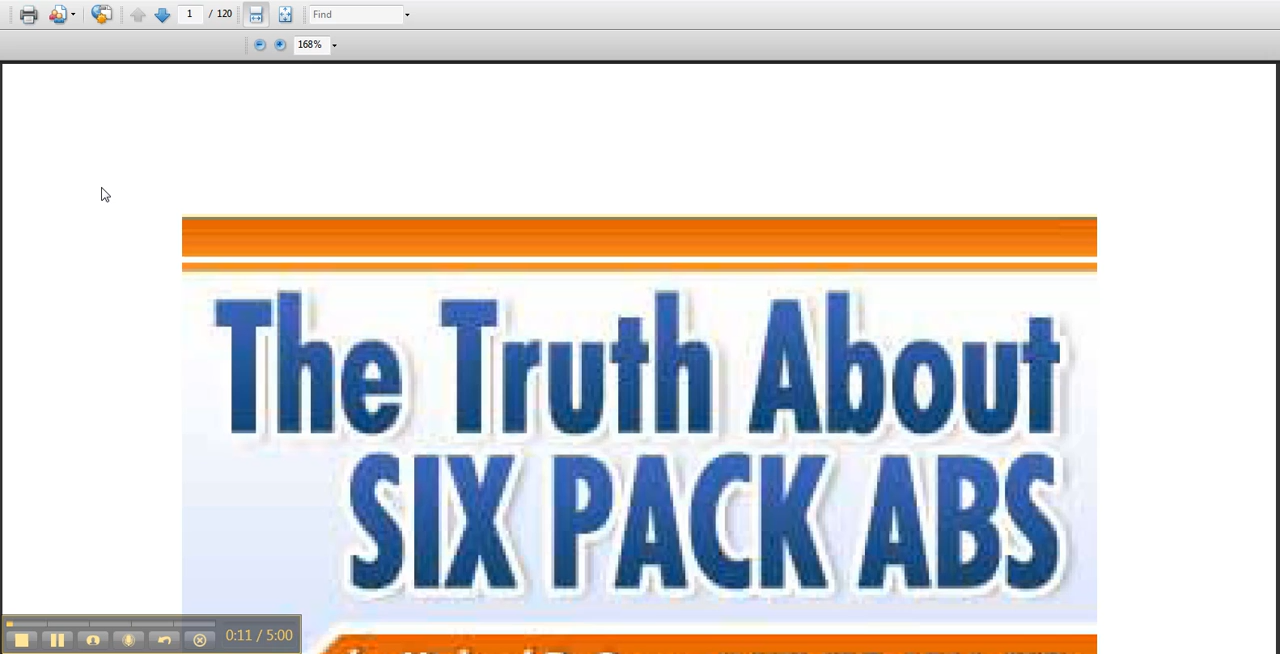 1 / 120 Find
168%
The Truth About
SIX PACK ABS
0:11 / 5:00